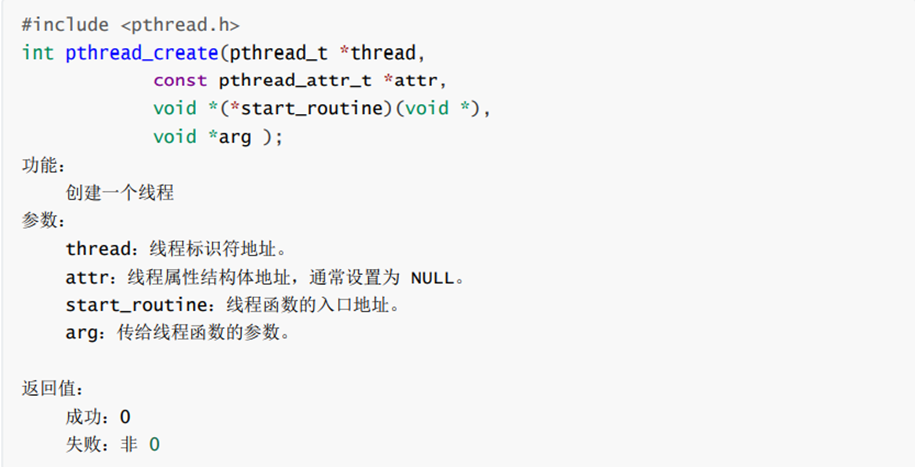 #include <pthread.h>
int pthread_create(pthread_t *thread,
const pthread_attr_t *attr,
void *(*start_routine)(void *),
void *arg );
功能：
创建一个线程
参数：
thread：线程标识符地址。
attr：线程属性结构体地址，通常设置为 NULL。
start_routine：线程函数的入口地址。
arg：传给线程函数的参数。
返回值：
成功：0
失败：非 0